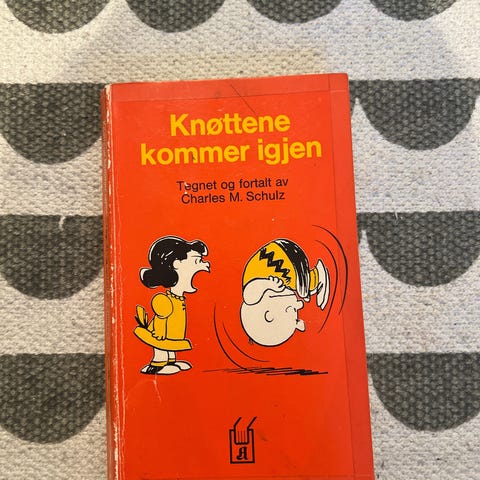 Knøttene
kommer igjen
Tegnet og fortalt av
Charles M. Schulz
A